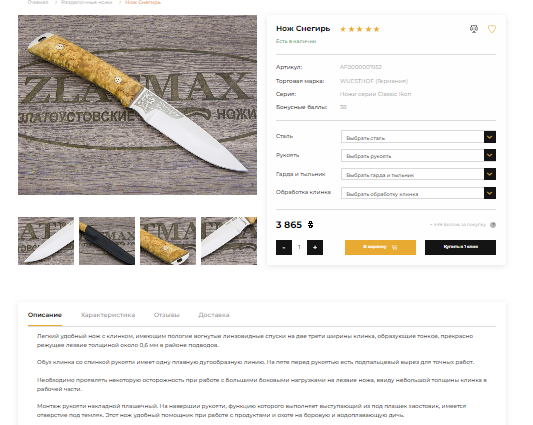 Главная / Разделочные ножи / Нож Снегирь
Нож Снегирь
Есть в наличии
Артикул: AF2000001952
Торговая марка: WUESTHOF (Германия)
Серия: Ножи серии Classic Ikon
Бонусные баллы: 38
Сталь Выбрать сталь
Рукоять Выбрать рукоять
Гарда и тыльник Выбрать гарда и тыльник
Обработка клинка Выбрать обработку клинка
3 865
баллов за покупку
- 1 +
В корзину
Купить в 1 клик
ZLATMAX
ЗЛАТОУСТОВСКИЕ НОЖИ
Описание Характеристика Отзывы Доставка
Легкий удобный нож с клинком, имеющим пологие вогнутые линзовидные спуски на две трети ширины клинка, образующие тонкое, прекрасно
режущее лезвие толщиной около 0,6 мм в районе подводов.
Обух клинка со спинкой рукояти имеет одну плавную дугообразную линию. На пяте перед рукоятью есть подпальцевый вырез для точных работ.
Необходимо проявлять некоторую осторожность при работе с большими боковыми нагрузками на лезвие ножа, ввиду небольшой толщины клинка в
рабочей части.
Монтаж рукояти накладной плашечный. На навершии рукояти, функцию которого выполняет выступающий из под плашек хвостовик, имеется
отверстие под темляк. Этот нож удобный помощник при работе с продуктами и охоте на боровую и водоплавающую дичь.